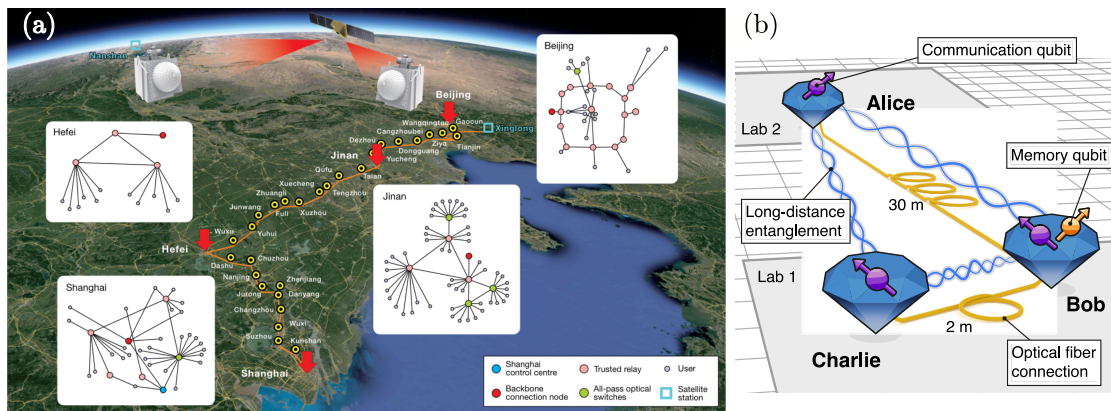 (a)
Nanshan
Hefei
Beijing
Wangqingtuo
Gaocun
Cangzhoubei
Xinglong
Dezhou
Ziya
Dongguang
Tianjin
Jinan
Yucheng
Qufu
Taian
Xuecheng
Tengzhou
Zhuangli
Junwang
Fuli
Xuzhou
Wuxu
Yuhui
Hefei
Chuzhou
Dashu
Nanjing
Zhenjiang
Jurong
Danyang
Changzhou
Wuxi
Suzhou
Kunshan
Shanghai
Beijing
Jinan
Shanghai
Shanghai
control centre
Trusted relay
User
Backbone
connection node
All-pass optical
switches
Satellite
station
(b)
Communication qubit
Alice
Lab 2
Memory qubit
30 m
Long-distance
entanglement
Lab 1
Bob
2 m
Charlie
Optical fiber
connection